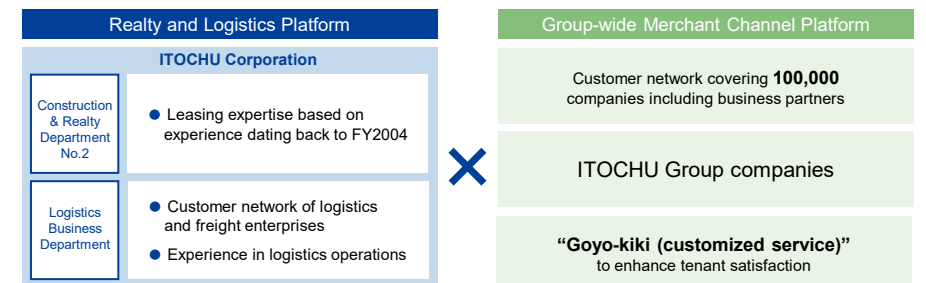 Realty and Logistics Platform
ITOCHU Corporation
Construction
& Realty
Department
No.2
● Leasing expertise based on
experience dating back to FY2004
Logistics
Business
Department
● Customer network of logistics
and freight enterprises
● Experience in logistics operations
×
Group-wide Merchant Channel Platform
Customer network covering 100,000
companies including business partners
ITOCHU Group companies
“Goyo-kiki (customized service)”
to enhance tenant satisfaction